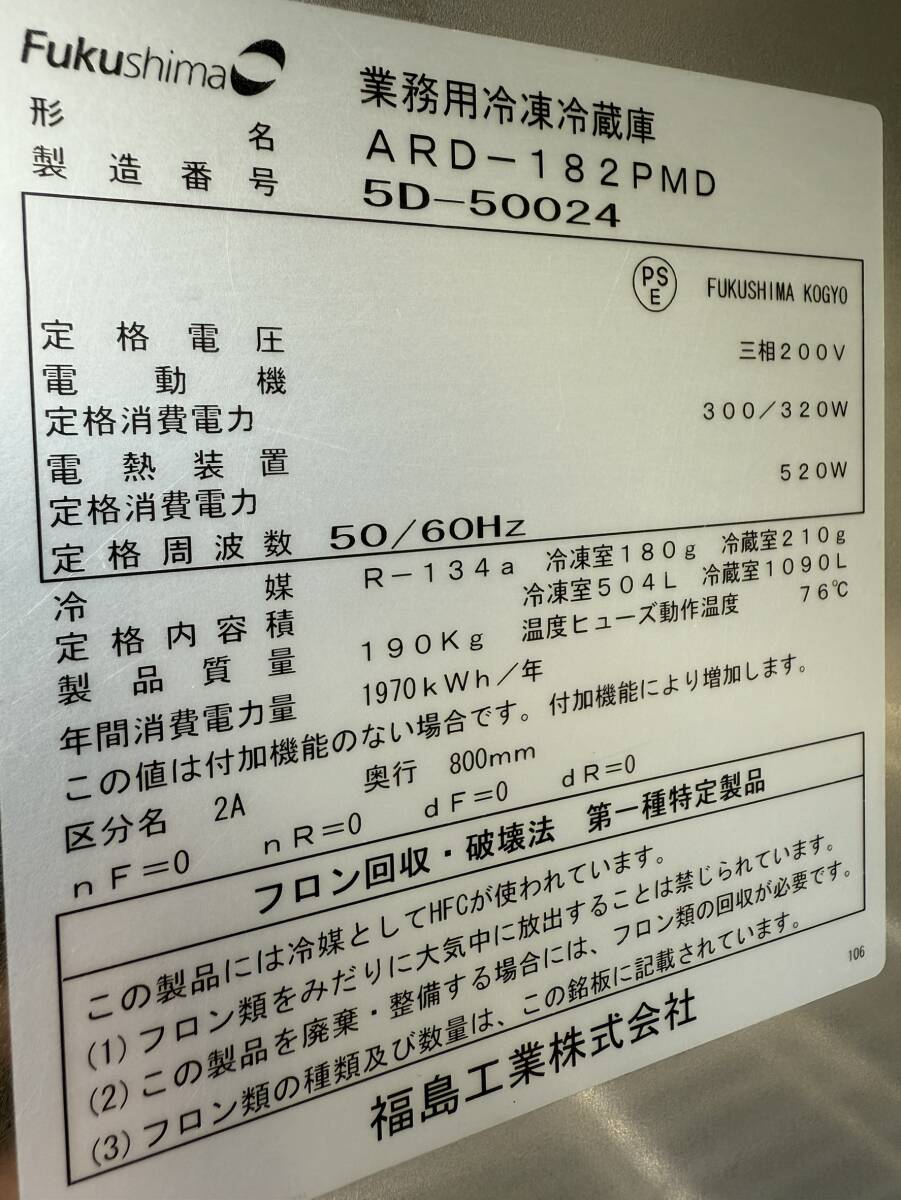 Fukushima
業務用冷凍冷蔵庫
形名 ARD-182PMD
製造番号 5D-50024
PSE FUKUSHIMA KOGYO
定格電圧 三相200V
電動機
定格消費電力 300/320W
電熱装置
定格消費電力 520W
定格周波数 50/60Hz
冷媒 R-134a 冷凍室180g 冷蔵室210g
定格内容積 冷凍室504L 冷蔵室1090L
製品質量 190Kg 温度ヒューズ動作温度 76℃
年間消費電力量 1970kWh/年
この値は付加機能のない場合です。付加機能により増加します。
区分名 2A 奥行 800mm
nF=0 nR=0 dF=0 dR=0
フロン回収・破壊法 第一種特定製品
この製品には冷媒としてHFCが使われています。
(1)フロン類をみだりに大気中に放出することは禁じられています。
(2)この製品を廃棄・整備する場合には、フロン類の回収が必要です。
(3)フロン類の種類及び数量は、この銘板に記載されています。
106
福島工業株式会社